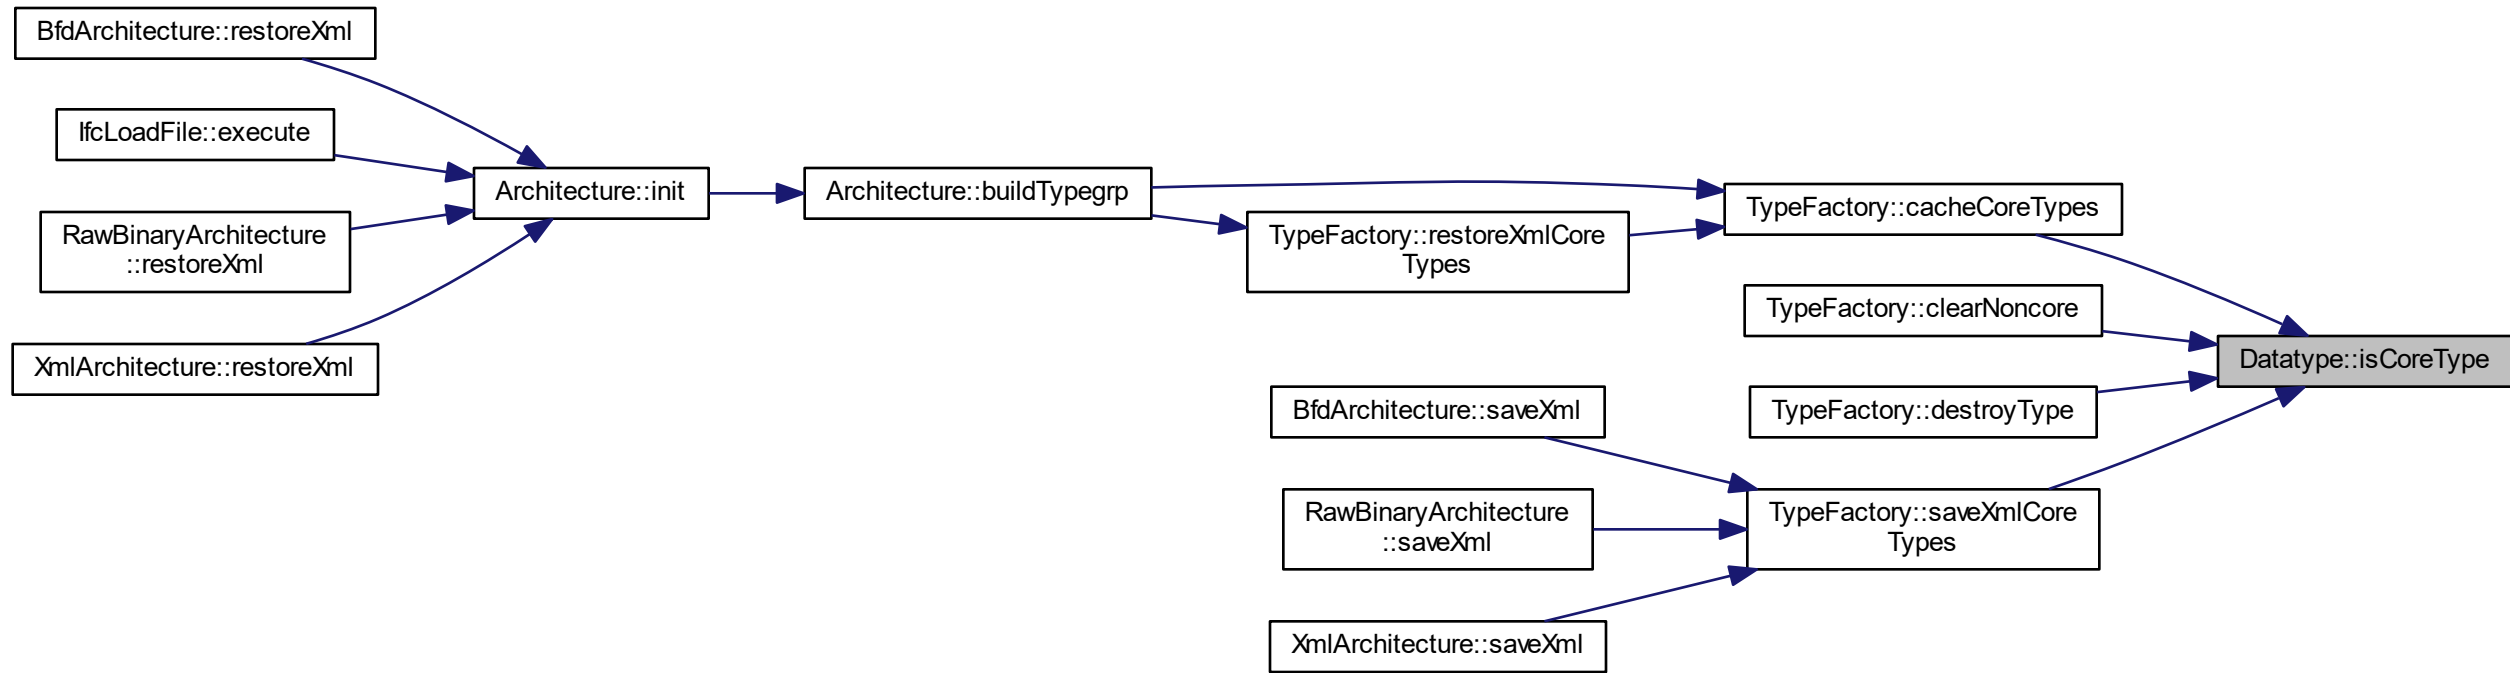 BfdArchitecture::restoreXml
IfcLoadFile::execute
RawBinaryArchitecture
::restoreXml
XmlArchitecture::restoreXml
Architecture::init
Architecture::buildTypegrp
TypeFactory::restoreXmlCore
Types
TypeFactory::cacheCoreTypes
TypeFactory::clearNoncore
TypeFactory::destroyType
BfdArchitecture::saveXml
RawBinaryArchitecture
::saveXml
XmlArchitecture::saveXml
TypeFactory::saveXmlCore
Types
Datatype::isCoreType